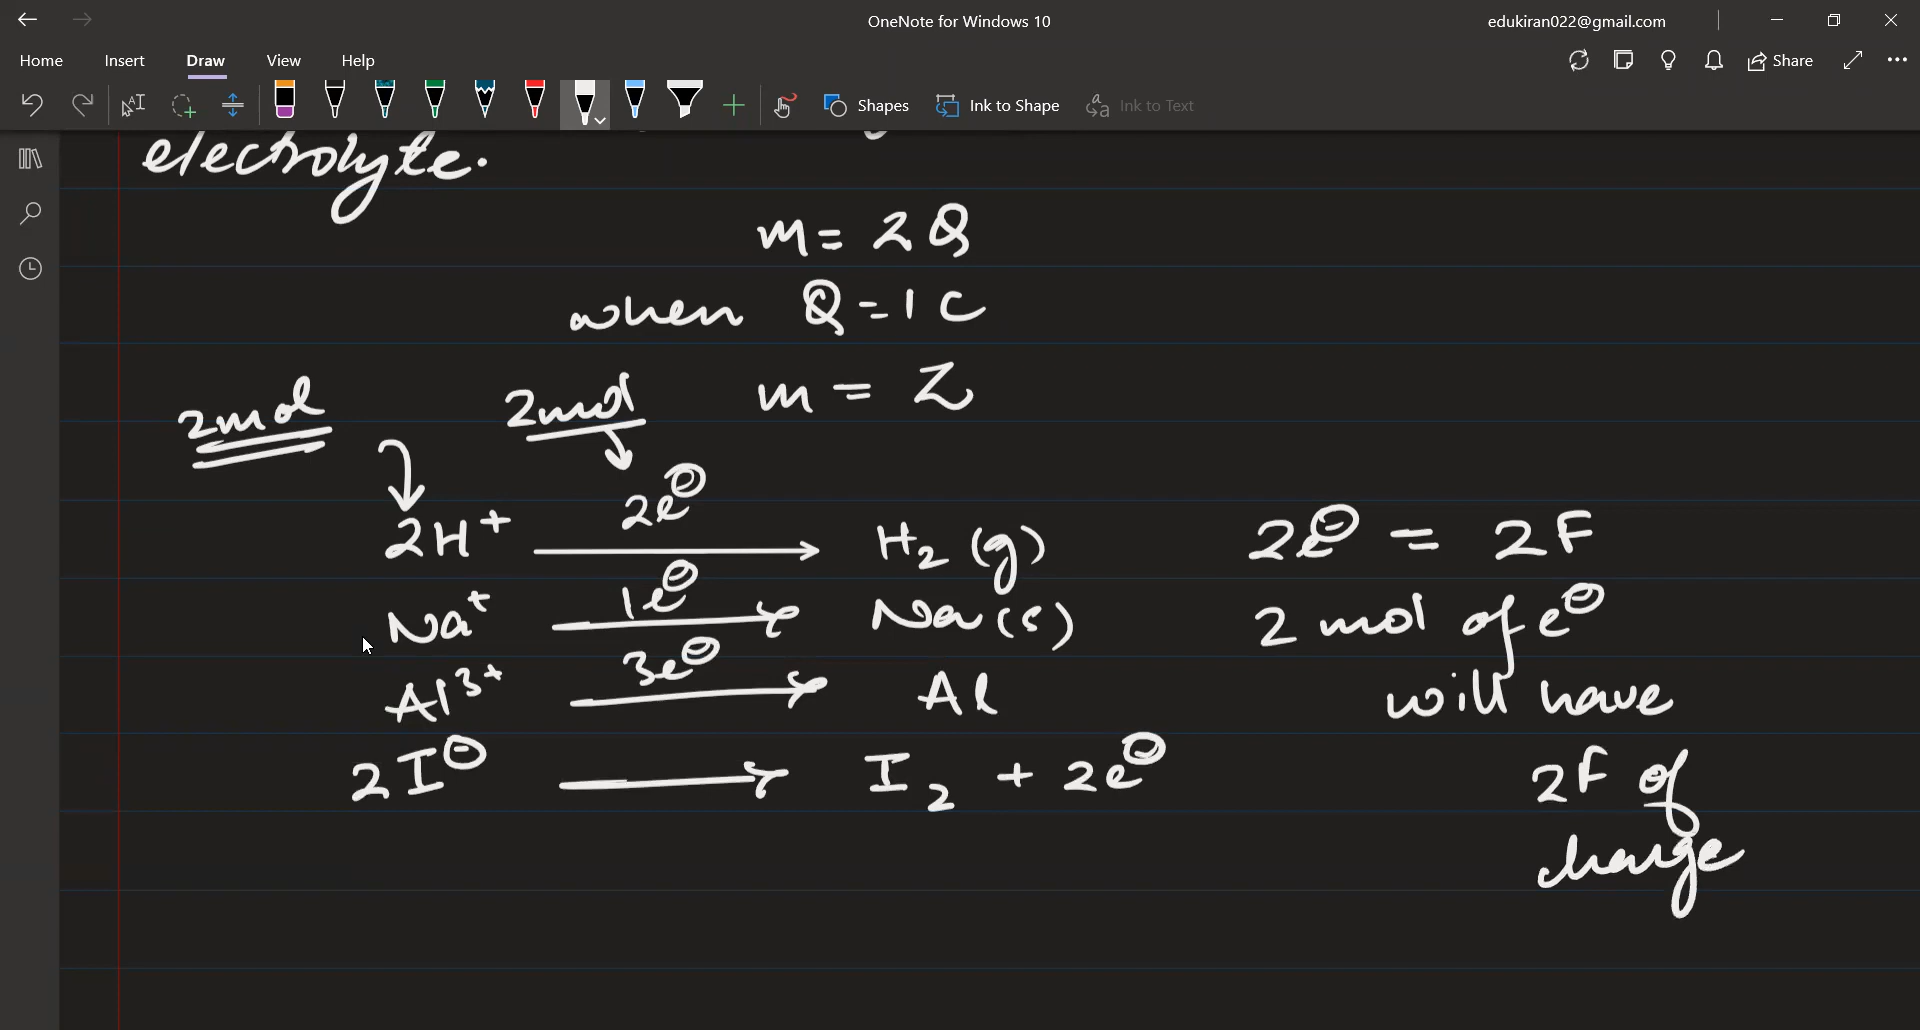 OneNote for Windows 10
edukiran022@gmail.com
Home Insert Draw View Help
Share
Shapes Ink to Shape Ink to Text
electrolyte.
m = 2 Q
when Q = 1 C
m = Z
2mol 2mol
2e⊖
2H⁺ ⟶ H₂ (g)
1e⊖
Na⁺ ⟶ Na (s)
3e⊖
Al³⁺ ⟶ Al
2I⊖ ⟶ I₂ + 2e⊖
2e⊖ = 2F
2 mol of e⊖
will have
2F of
charge